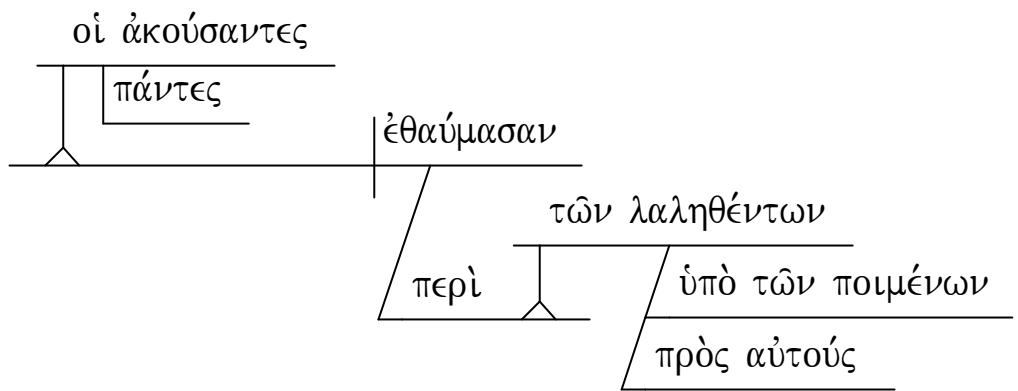 οἱ ἀκούσαντες
πάντες
ἐθαύμασαν
τῶν λαληθέντων
περὶ
ὑπὸ τῶν ποιμένων
πρὸς αὐτούς